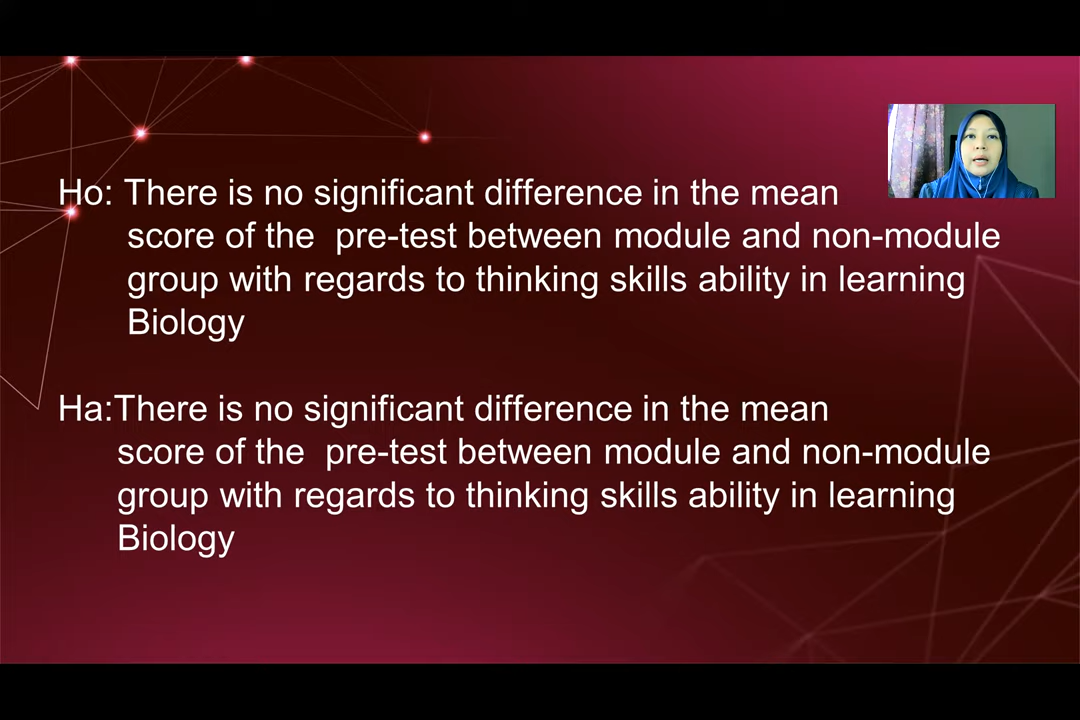 Ho: There is no significant difference in the mean
score of the pre-test between module and non-module
group with regards to thinking skills ability in learning
Biology
Ha:There is no significant difference in the mean
score of the pre-test between module and non-module
group with regards to thinking skills ability in learning
Biology